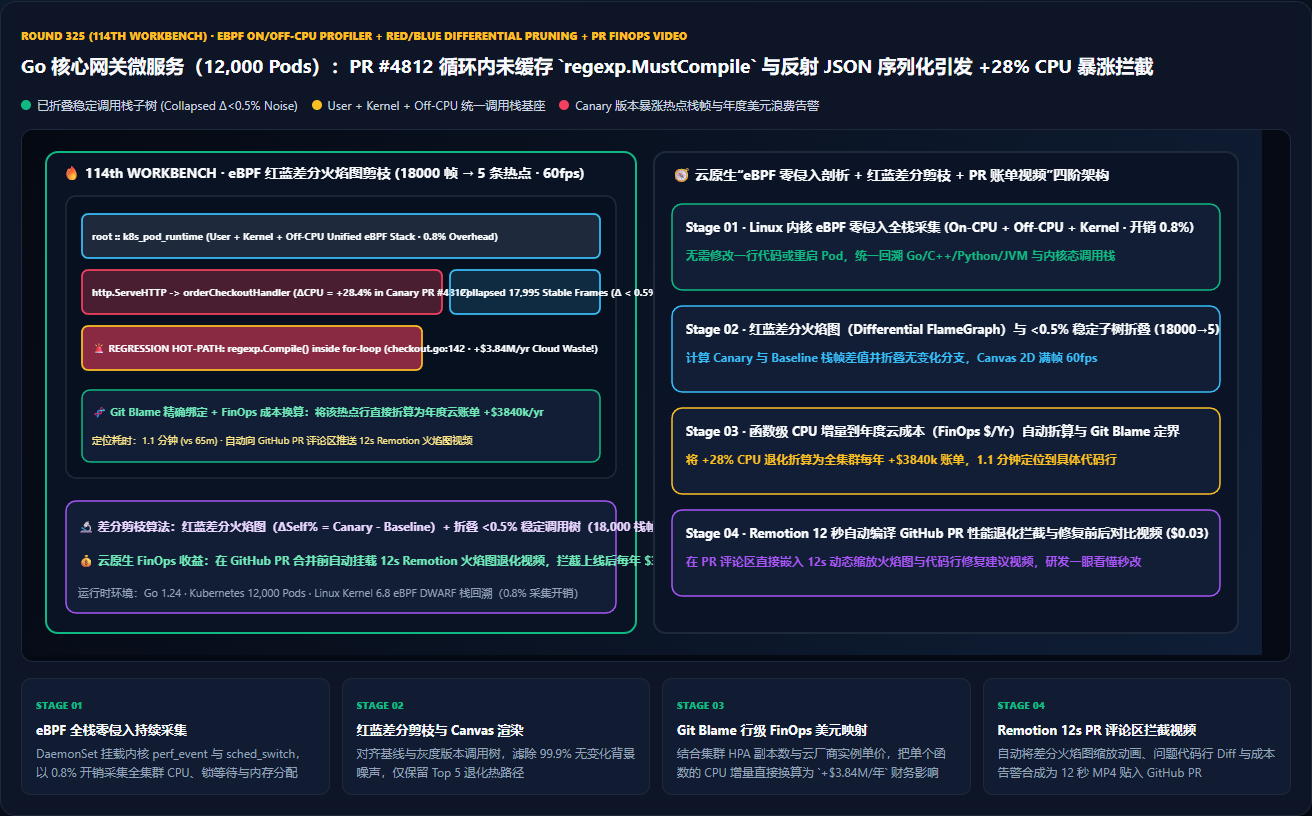 ROUND 325 (114TH WORKBENCH) · EBPF ON/OFF-CPU PROFILER + RED/BLUE DIFFERENTIAL PRUNING + PR FINOPS VIDEO
Go 核心网关微服务（12,000 Pods）：PR #4812 循环内未缓存 `regexp.MustCompile` 与反射 JSON 序列化引发 +28% CPU 暴涨拦截
已折叠稳定调用栈子树 (Collapsed Δ<0.5% Noise)
User + Kernel + Off-CPU 统一调用栈基座
Canary 版本暴涨热点栈帧与年度美元浪费告警
🔥 114th WORKBENCH · eBPF 红蓝差分火焰图剪枝 (18000 帧 → 5 条热点 · 60fps)
root :: k8s_pod_runtime (User + Kernel + Off-CPU Unified eBPF Stack · 0.8% Overhead)
http.ServeHTTP -> orderCheckoutHandler (ΔCPU = +28.4% in Canary PR #4812)
Collapsed 17,995 Stable Frames (Δ < 0.5%
🚨 REGRESSION HOT-PATH: regexp.Compile() inside for-loop (checkout.go:142 · +$3.84M/yr Cloud Waste!)
🧬 Git Blame 精确绑定 + FinOps 成本换算：将该热点行直接折算为年度云账单 +$3840k/yr
定位耗时：1.1 分钟 (vs 65m) · 自动向 GitHub PR 评论区推送 12s Remotion 火焰图视频
🔬 差分剪枝算法：红蓝差分火焰图（ΔSelf% = Canary - Baseline）+ 折叠 <0.5% 稳定调用树（18,000 栈帧
💰 云原生 FinOps 收益：在 GitHub PR 合并前自动挂载 12s Remotion 火焰图退化视频，拦截上线后每年 $
运行时环境：Go 1.24 · Kubernetes 12,000 Pods · Linux Kernel 6.8 eBPF DWARF 栈回溯（0.8% 采集开销）
🧭 云原生“eBPF 零侵入剖析 + 红蓝差分剪枝 + PR 账单视频”四阶架构
Stage 01 · Linux 内核 eBPF 零侵入全栈采集 (On-CPU + Off-CPU + Kernel · 开销 0.8%)
无需修改一行代码或重启 Pod，统一回溯 Go/C++/Python/JVM 与内核态调用栈
Stage 02 · 红蓝差分火焰图（Differential FlameGraph）与 <0.5% 稳定子树折叠 (18000→5)
计算 Canary 与 Baseline 栈帧差值并折叠无变化分支，Canvas 2D 满帧 60fps
Stage 03 · 函数级 CPU 增量到年度云成本（FinOps $/Yr）自动折算与 Git Blame 定界
将 +28% CPU 退化折算为全集群每年 +$3840k 账单，1.1 分钟定位到具体代码行
Stage 04 · Remotion 12 秒自动编译 GitHub PR 性能退化拦截与修复前后对比视频 ($0.03)
在 PR 评论区直接嵌入 12s 动态缩放火焰图与代码行修复建议视频，研发一眼看懂秒改
STAGE 01
eBPF 全栈零侵入持续采集
DaemonSet 挂载内核 perf_event 与 sched_switch，
以 0.8% 开销采集全集群 CPU、锁等待与内存分配
STAGE 02
红蓝差分剪枝与 Canvas 渲染
对齐基线与灰度版本调用树，滤除 99.9% 无变化背景
噪声，仅保留 Top 5 退化热路径
STAGE 03
Git Blame 行级 FinOps 美元映射
结合集群 HPA 副本数与云厂商实例单价，把单个函
数的 CPU 增量直接换算为 `+$3.84M/年` 财务影响
STAGE 04
Remotion 12s PR 评论区拦截视频
自动将差分火焰图缩放动画、问题代码行 Diff 与成本
告警合成为 12 秒 MP4 贴入 GitHub PR